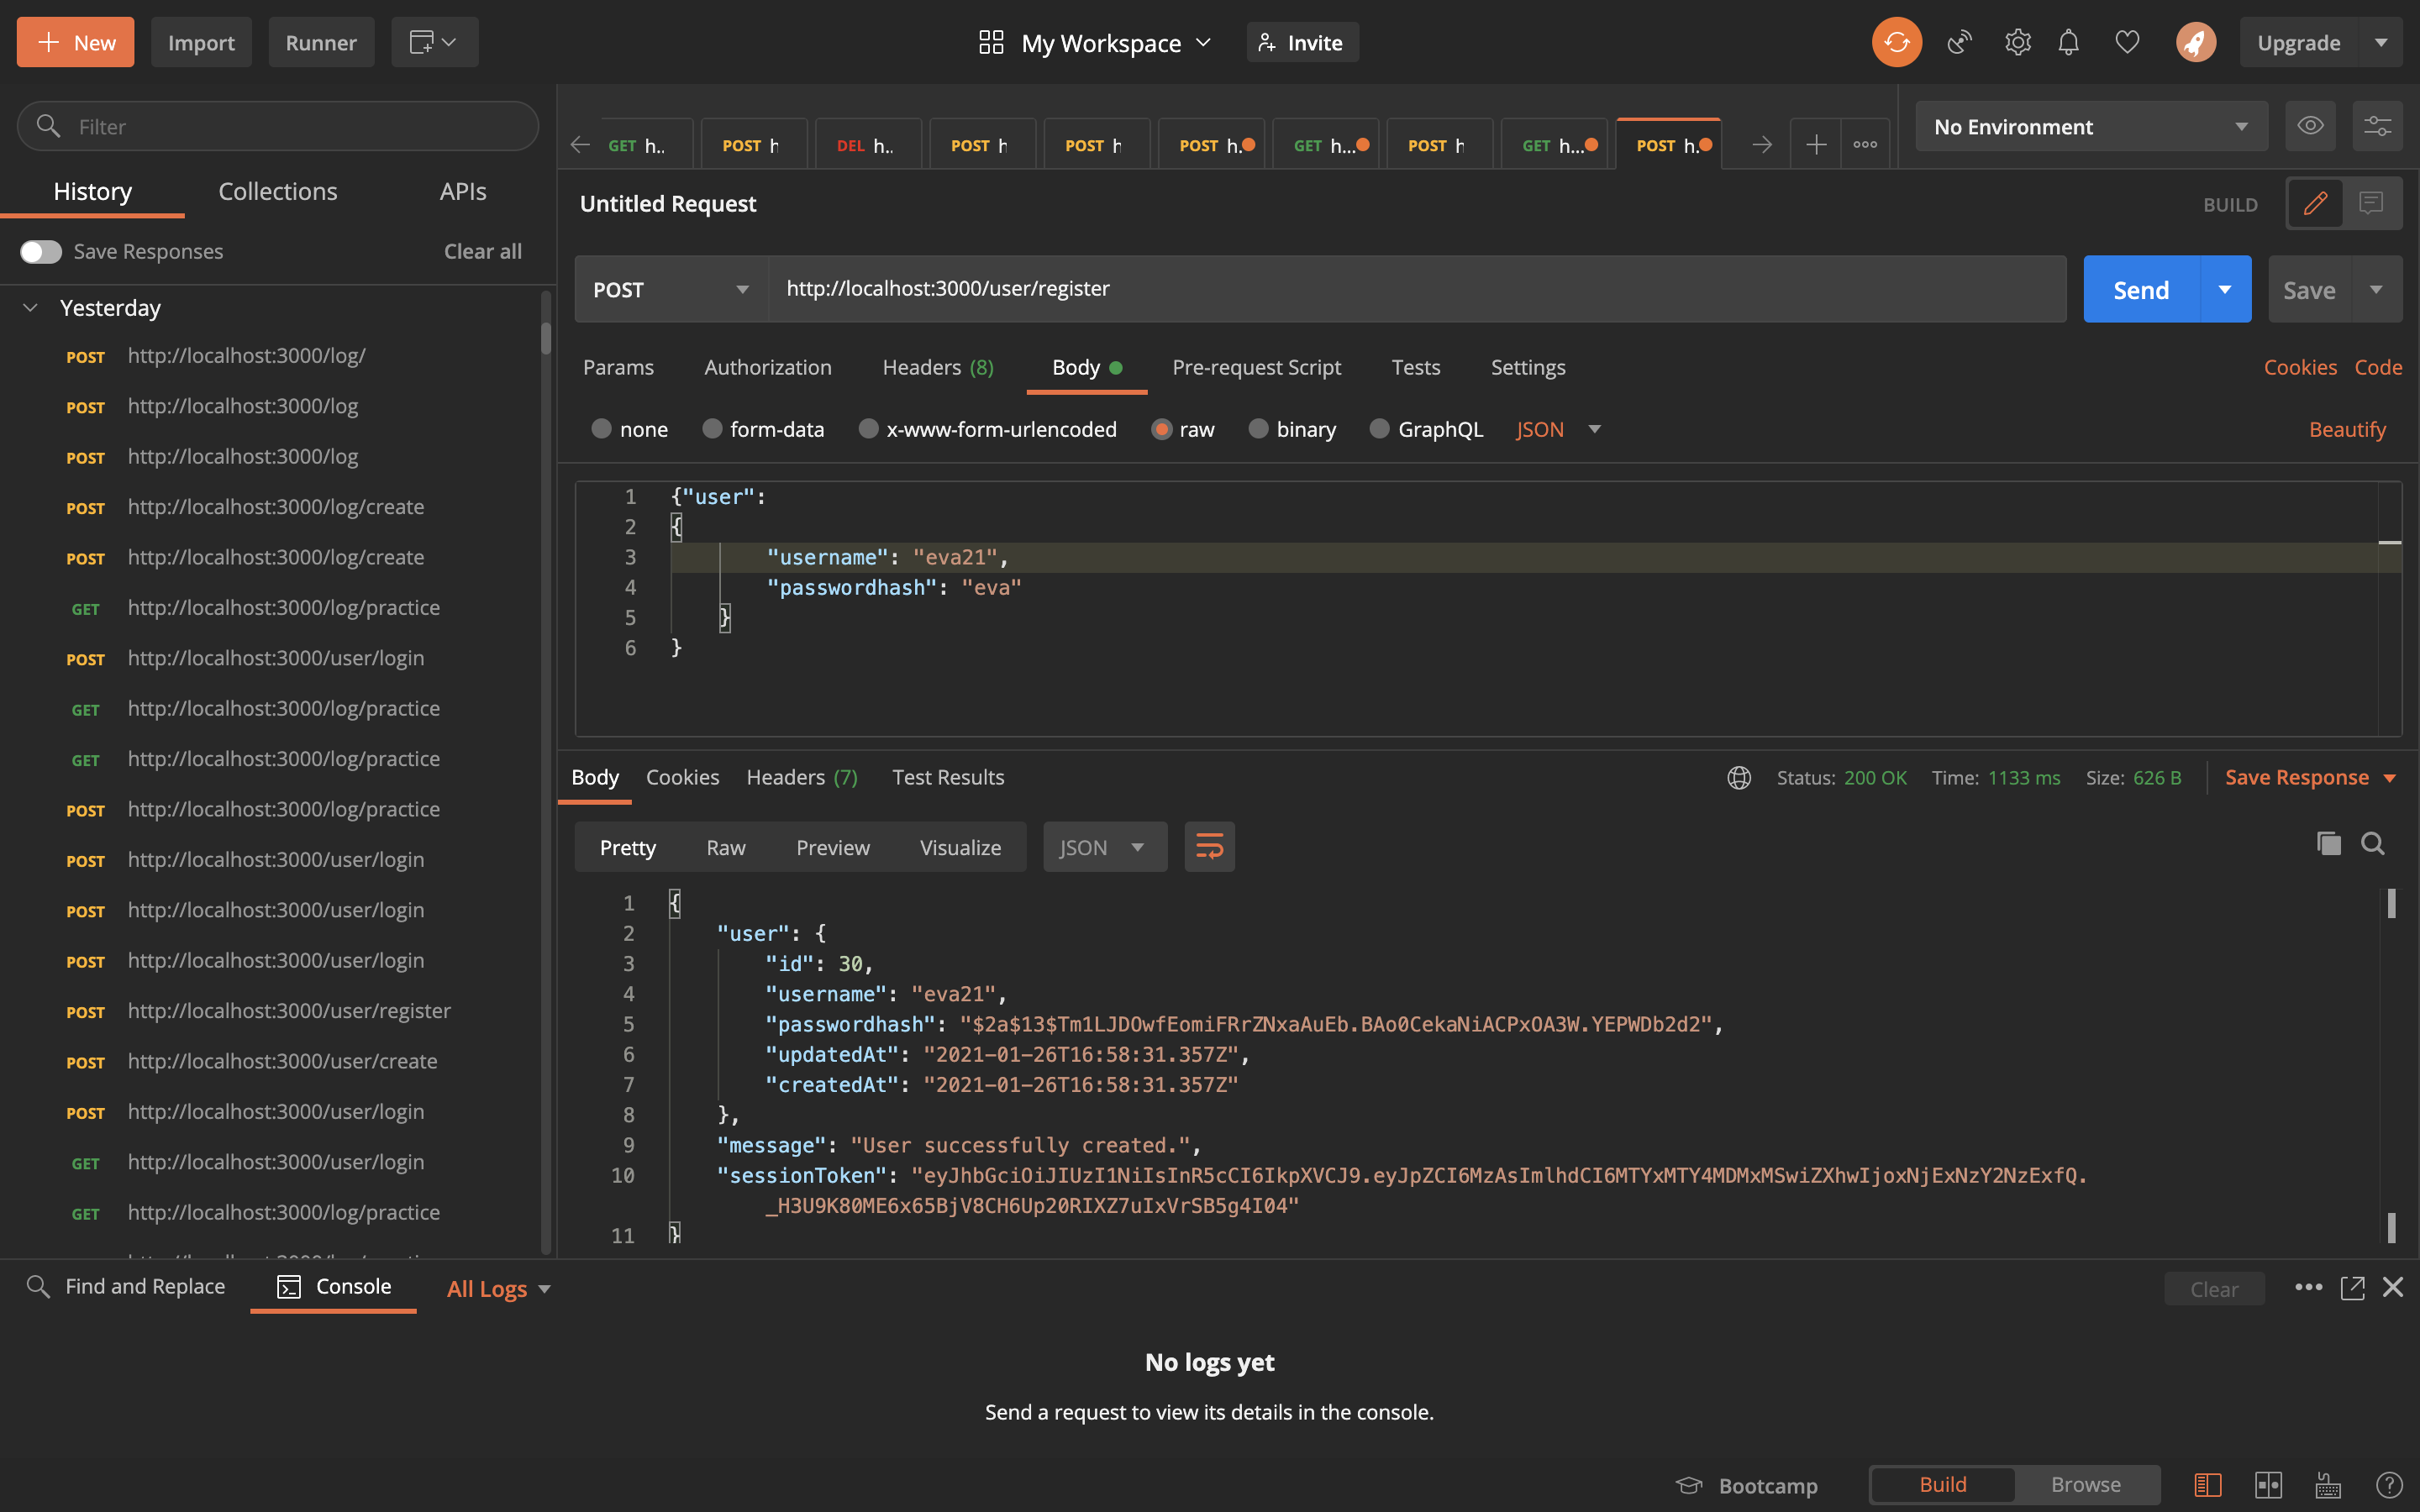 New
Import
Runner
My Workspace
Invite
Upgrade
Filter
History
Collections
APIs
Save Responses
Clear all
Yesterday
POST http://localhost:3000/log/
POST http://localhost:3000/log
POST http://localhost:3000/log
POST http://localhost:3000/log/create
POST http://localhost:3000/log/create
GET http://localhost:3000/log/practice
POST http://localhost:3000/user/login
GET http://localhost:3000/log/practice
GET http://localhost:3000/log/practice
POST http://localhost:3000/log/practice
POST http://localhost:3000/user/login
POST http://localhost:3000/user/login
POST http://localhost:3000/user/login
POST http://localhost:3000/user/register
POST http://localhost:3000/user/create
POST http://localhost:3000/user/login
GET http://localhost:3000/user/login
GET http://localhost:3000/log/practice
GET h..
POST h
DEL h..
POST h
POST h
POST h.
GET h...
POST h
GET h...
POST h.
No Environment
Untitled Request
BUILD
POST
http://localhost:3000/user/register
Send
Save
Params
Authorization
Headers (8)
Body
Pre-request Script
Tests
Settings
Cookies
Code
none
form-data
x-www-form-urlencoded
raw
binary
GraphQL
JSON
Beautify
1 {"user":
2 {
3 "username": "eva21",
4 "passwordhash": "eva"
5 }
6 }
Body
Cookies
Headers (7)
Test Results
Status: 200 OK
Time: 1133 ms
Size: 626 B
Save Response
Pretty
Raw
Preview
Visualize
JSON
1 {
2 "user": {
3 "id": 30,
4 "username": "eva21",
5 "passwordhash": "$2a$13$Tm1LJDOwfEomiFRrZNxaAuEb.BAo0CekaNiACPxOA3W.YEPWDb2d2",
6 "updatedAt": "2021-01-26T16:58:31.357Z",
7 "createdAt": "2021-01-26T16:58:31.357Z"
8 },
9 "message": "User successfully created.",
10 "sessionToken": "eyJhbGciOiJIUzI1NiIsInR5cCI6IkpXVCJ9.eyJpZCI6MzAsImlhdCI6MTYxMTY4MDMxMSwiZXhwIjoxNjExNzY2NzExfQ.
_H3U9K80ME6x65BjV8CH6Up20RIXZ7uIxVrSB5g4I04"
11 }
Find and Replace
Console
All Logs
Clear
No logs yet
Send a request to view its details in the console.
Bootcamp
Build
Browse